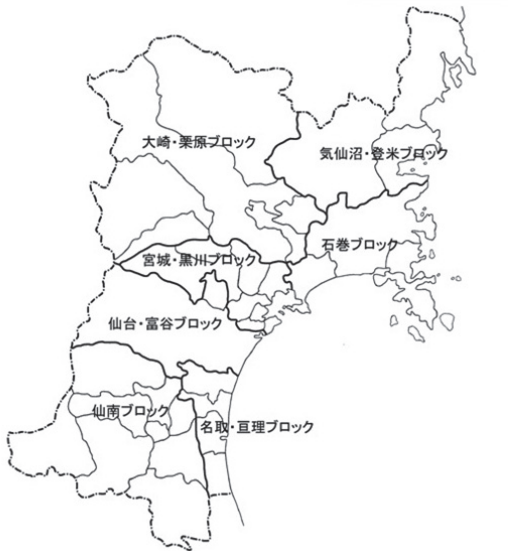 大崎・栗原ブロック
気仙沼・登米ブロック
石巻ブロック
宮城・黒川ブロック
仙台・富谷ブロック
仙南ブロック
名取・亘理ブロック